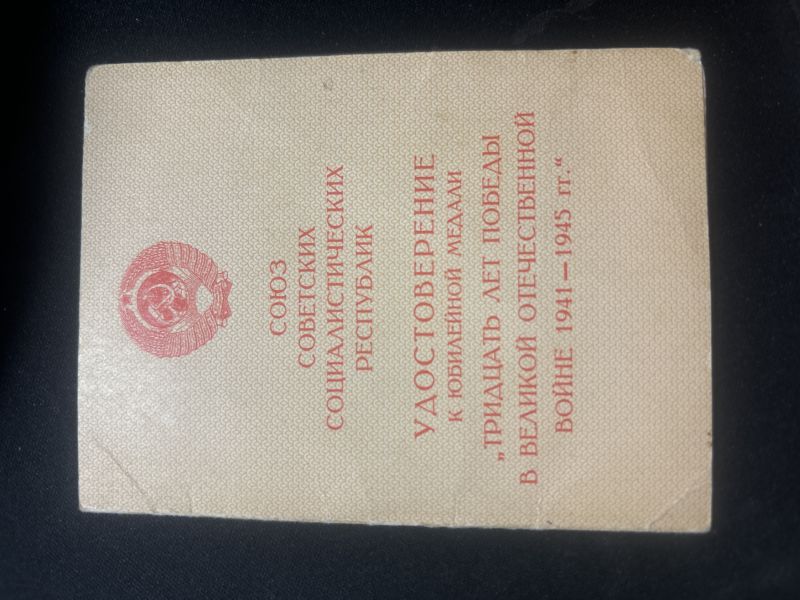 СОЮЗ
СОВЕТСКИХ
СОЦИАЛИСТИЧЕСКИХ
РЕСПУБЛИК
УДОСТОВЕРЕНИЕ
К ЮБИЛЕЙНОЙ МЕДАЛИ
„ТРИДЦАТЬ ЛЕТ ПОБЕДЫ
В ВЕЛИКОЙ ОТЕЧЕСТВЕННОЙ
ВОЙНЕ 1941—1945 гг.“